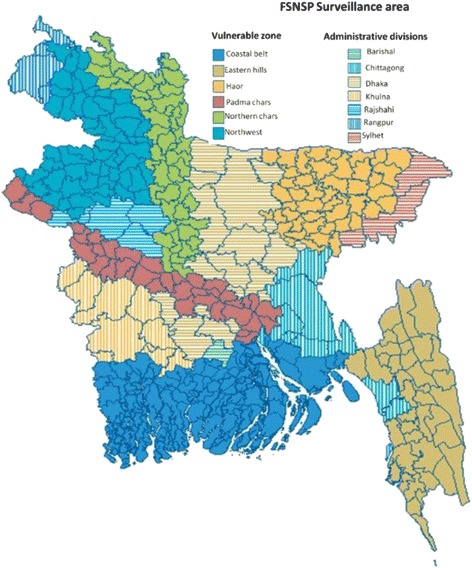 FSNSP Surveillance area
Vulnerable zone
Coastal belt
Eastern hills
Haor
Padma chars
Northern chars
Northwest
Administrative divisions
Barishal
Chittagong
Dhaka
Khulna
Rajshahi
Rangpur
Sylhet